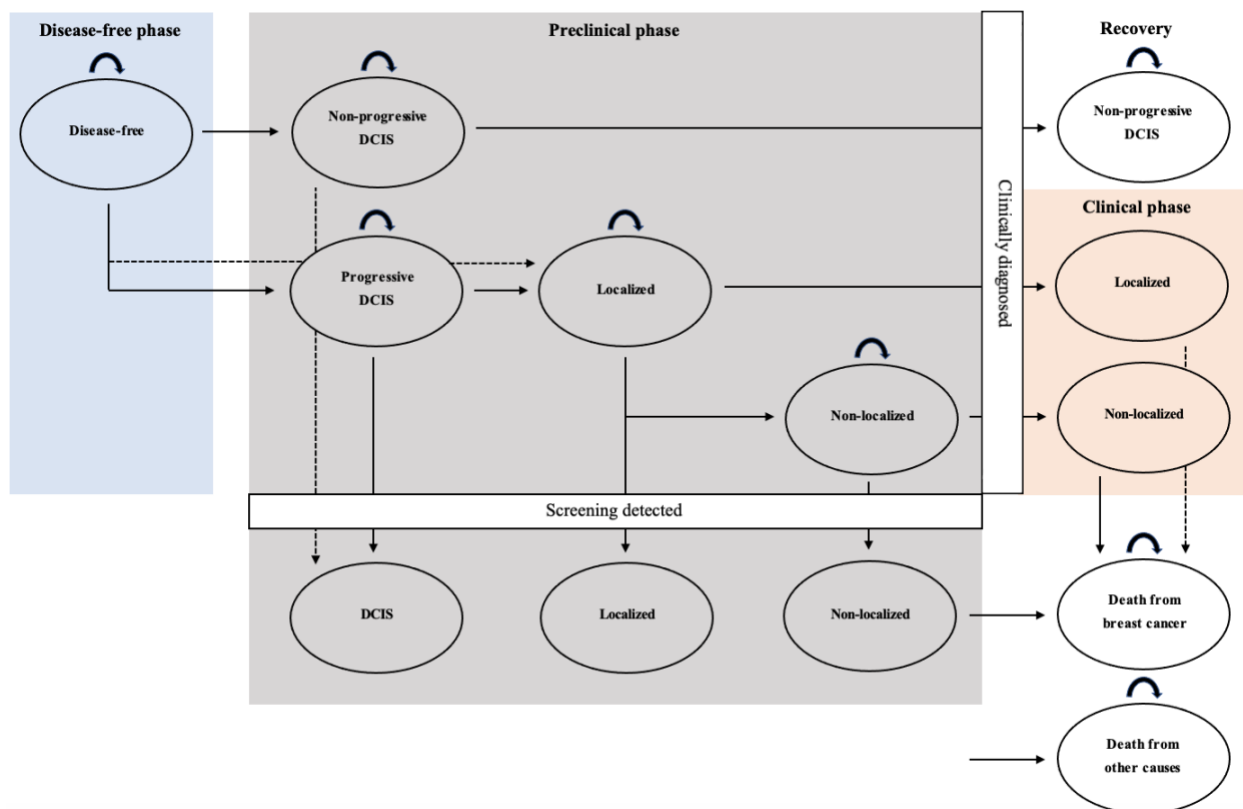 Disease-free phase
Preclinical phase
Recovery
Disease-free
Non-progressive
DCIS
Non-progressive
DCIS
Clinically diagnosed
Clinical phase
Progressive
DCIS
Localized
Localized
Non-localized
Non-localized
Screening detected
DCIS
Localized
Non-localized
Death from
breast cancer
Death from
other causes